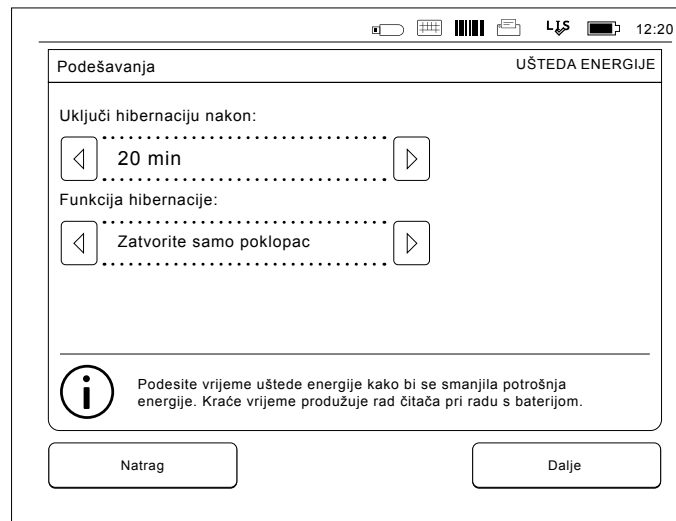 LIS 12:20
Podešavanja UŠTEDA ENERGIJE
Uključi hibernaciju nakon:
20 min
Funkcija hibernacije:
Zatvorite samo poklopac
Podesite vrijeme uštede energije kako bi se smanjila potrošnja
energije. Kraće vrijeme produžuje rad čitača pri radu s baterijom.
Natrag Dalje